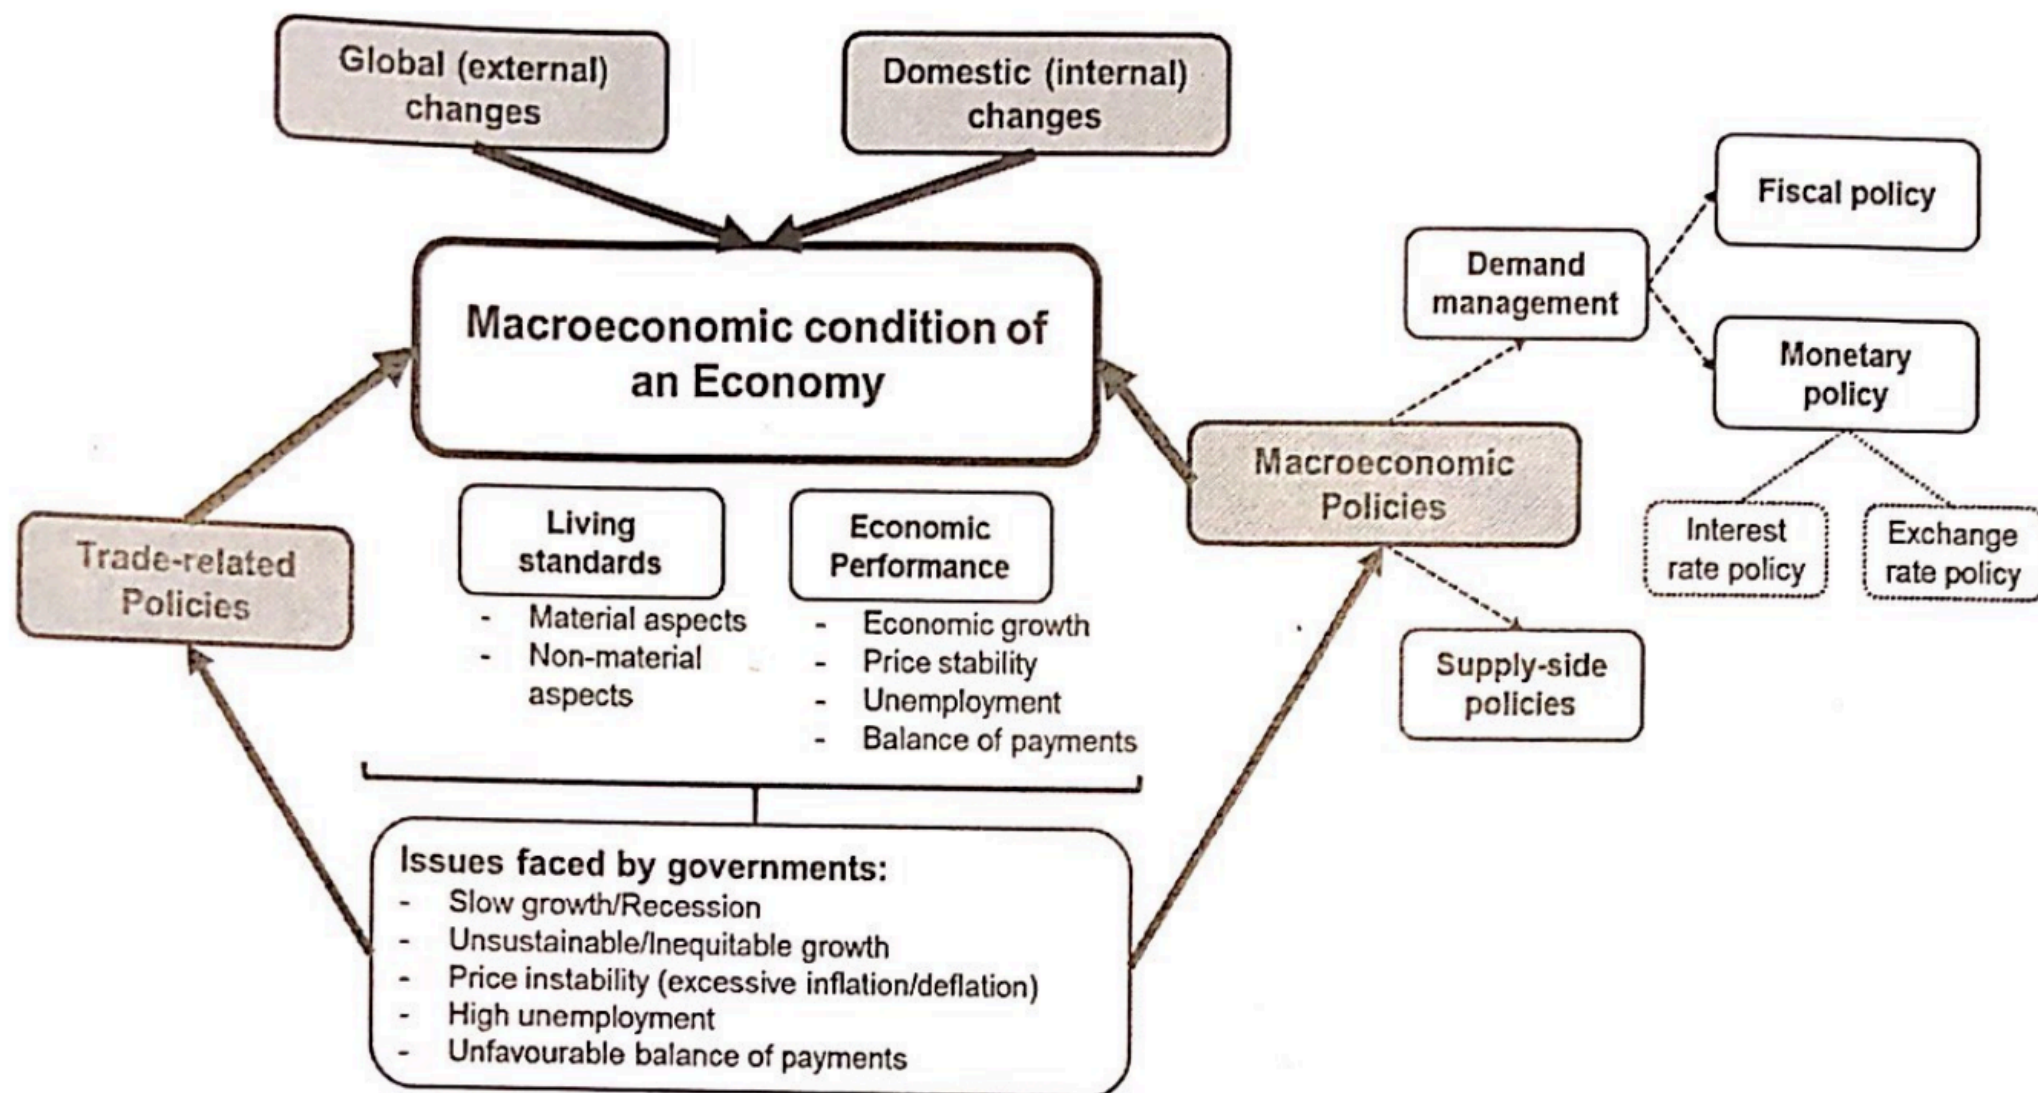 Global (external)
changes
Domestic (internal)
changes
Fiscal policy
Demand
management
Macroeconomic condition of
an Economy
Monetary
policy
Macroeconomic
Policies
Interest
rate policy
Exchange
rate policy
Trade-related
Policies
Living
standards
- Material aspects
- Non-material
aspects
Economic
Performance
- Economic growth
- Price stability
- Unemployment
- Balance of payments
Supply-side
policies
Issues faced by governments:
- Slow growth/Recession
- Unsustainable/Inequitable growth
- Price instability (excessive inflation/deflation)
- High unemployment
- Unfavourable balance of payments